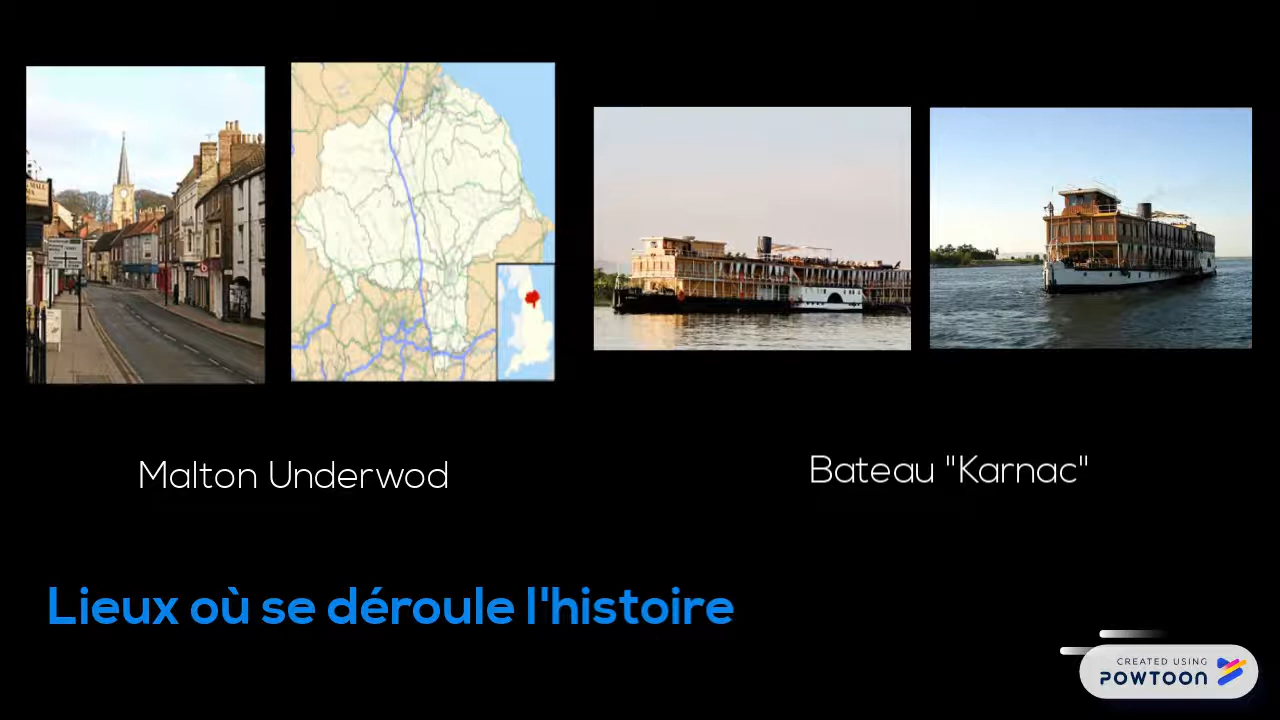 Malton Underwod
Bateau "Karnac"
Lieux où se déroule l'histoire
CREATED USING
POWTOON